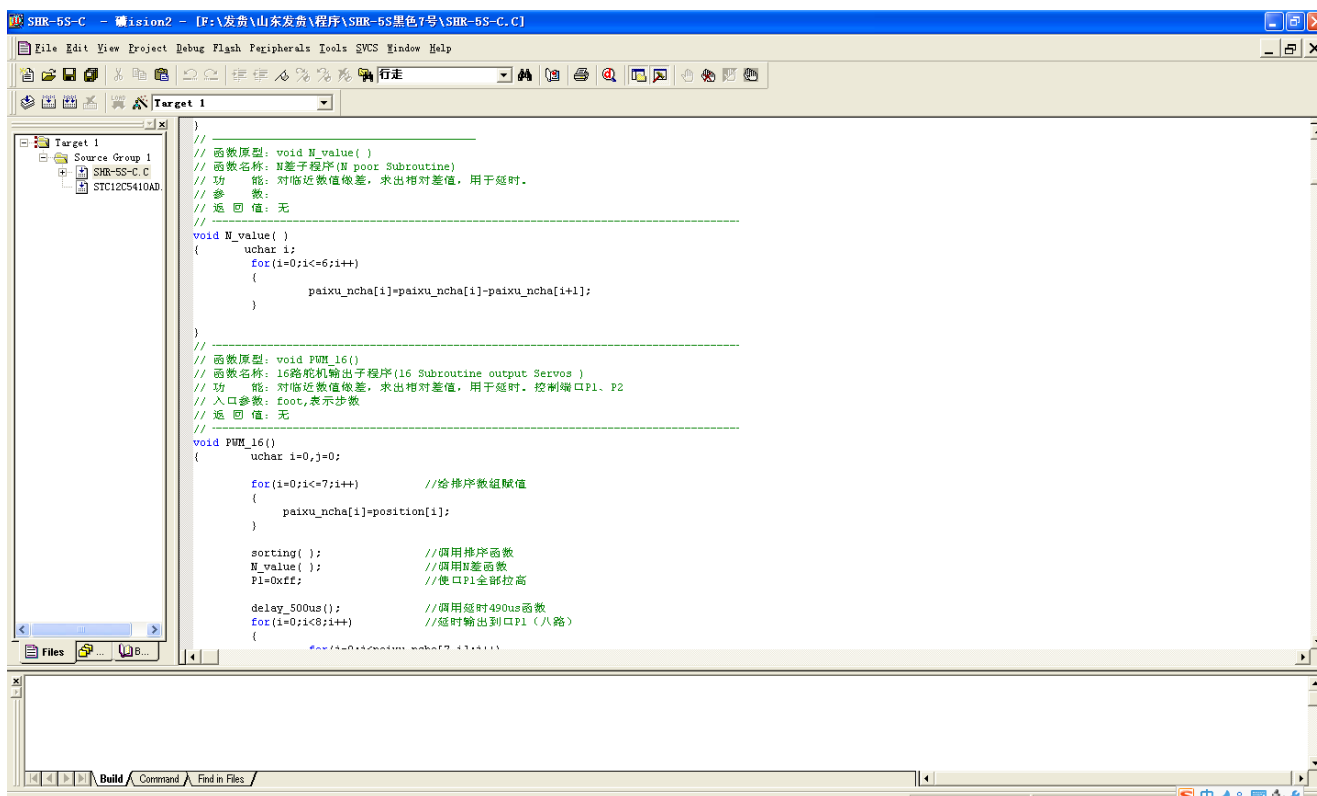 SHR-5S-C - 礦ision2 - [F:\发贵\山东发贵\程序\SHR-5S黑色7号\SHR-5S-C.C]
File Edit View Project Debug Flash Peripherals Tools SVCS Window Help
行走
Target 1
Target 1
Source Group 1
SHR-5S-C.C
STC12C5410AD.
}
// ————————————————————
// 函数原型: void N_value( )
// 函数名称: N差子程序(N poor Subroutine)
// 功    能: 对临近数值做差，求出相对差值，用于延时.
// 参    数:
// 返 回 值: 无
// ----------------------------------------------------------------
void N_value( )
{      uchar i;
for(i=0;i<=6;i++)
{
paixu_ncha[i]=paixu_ncha[i]-paixu_ncha[i+1];
}
}
// ----------------------------------------------------------------
// 函数原型: void PWM_16()
// 函数名称: 16路舵机输出子程序(16 Subroutine output Servos )
// 功    能: 对临近数值做差，求出相对差值，用于延时. 控制端口P1、P2
// 入口参数: foot,表示步数
// 返 回 值: 无
// ----------------------------------------------------------------
void PWM_16()
{       uchar i=0,j=0;
for(i=0;i<=7;i++)          //给排序数组赋值
{
paixu_ncha[i]=position[i];
}
sorting( );               //调用排序函数
N_value( );               //调用N差函数
P1=0xff;                  //使口P1全部拉高
delay_500us();            //调用延时490us函数
for(i=0;i<8;i++)          //延时输出到口P1（八路）
{
Files ... B...
Build Command Find in Files
中